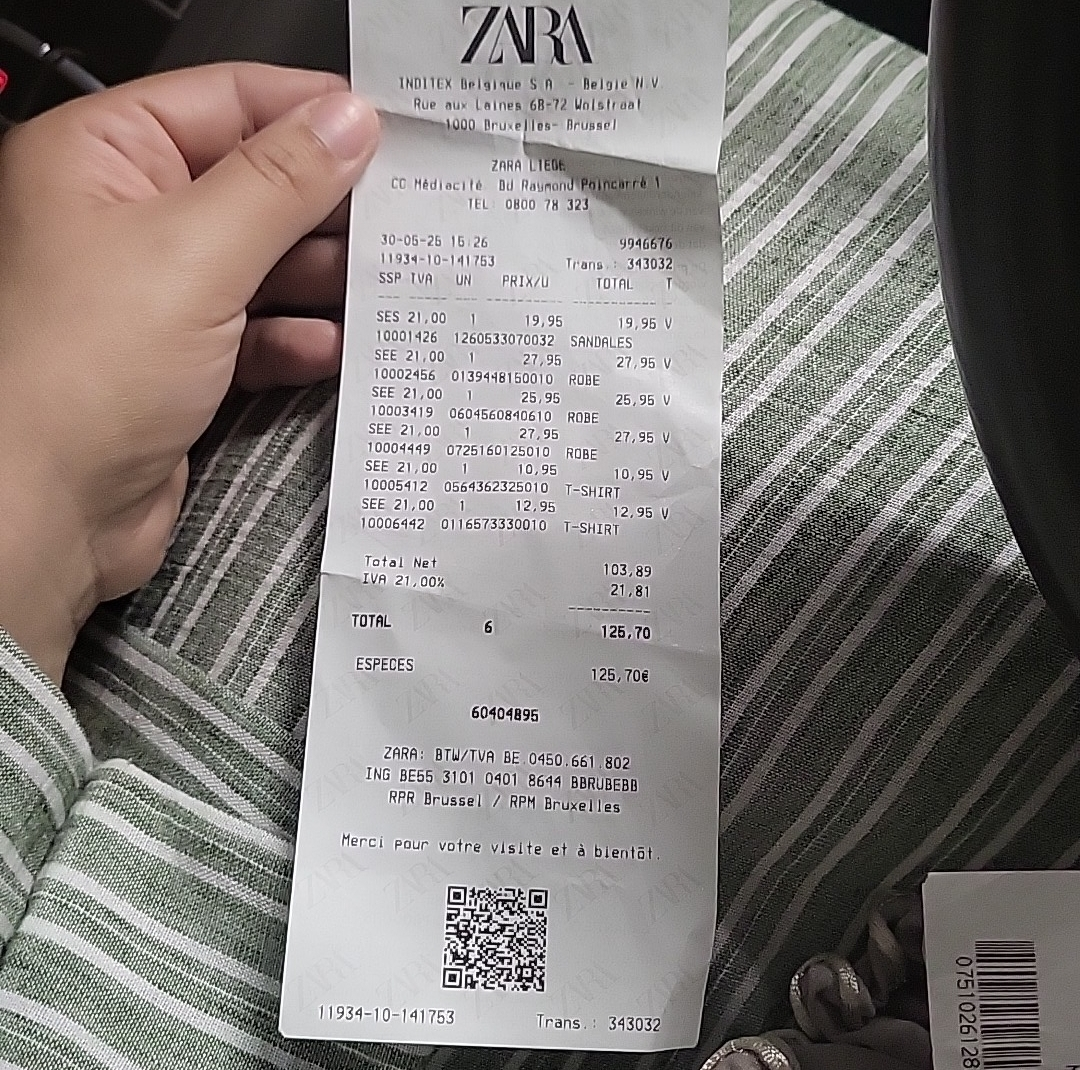 ZARA
INDITEX Belgique S A - België N V
Rue aux Laines 68-72 Wolstraat
1000 Bruxelles- Brussel
ZARA LIEGE
CC Médiacité Bd Raymond Poincarré 1
TEL 0800 78 323
30-05-25 15:26 9946676
11934-10-141753 Trans.: 343032
SSP TVA UN PRIX/U TOTAL T
SES 21,00 1 19,95 19,95 V
10001426 1260533070032 SANDALES
SEE 21,00 1 27,95 27,95 V
10002456 0139448150010 ROBE
SEE 21,00 1 25,95 25,95 V
10003419 0604560840610 ROBE
SEE 21,00 1 27,95 27,95 V
10004449 0725160125010 ROBE
SEE 21,00 1 10,95 10,95 V
10005412 0564362325010 T-SHIRT
SEE 21,00 1 12,95 12,95 V
10006442 0116573330010 T-SHIRT
Total Net 103,89
IVA 21,00% 21,81
TOTAL 6 125,70
ESPECES 125,70€
60404895
ZARA: BTW/TVA BE 0450.661.802
ING BE55 3101 0401 8644 BBRUBEBB
RPR Brussel / RPM Bruxelles
Merci pour votre visite et à bientôt.
11934-10-141753 Trans.: 343032
0751026128